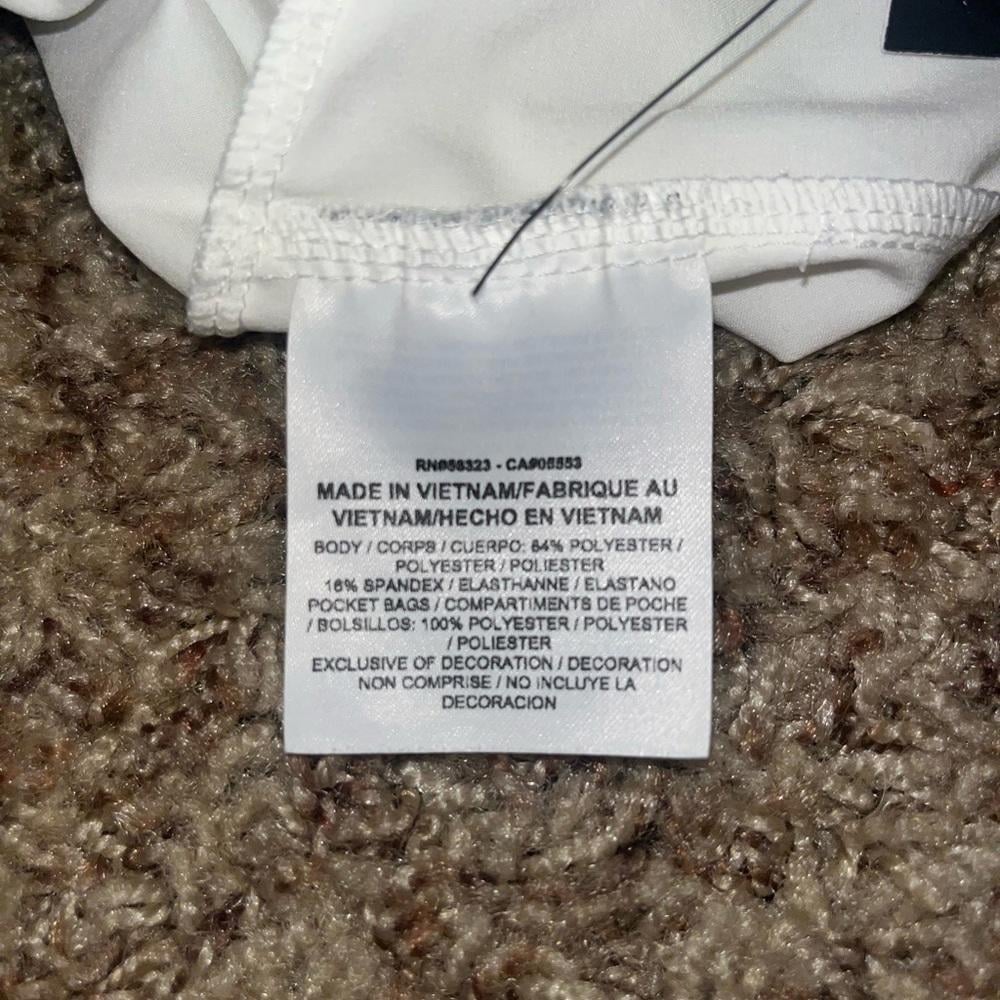 RN#58323 - CA#05553
MADE IN VIETNAM/FABRIQUE AU
VIETNAM/HECHO EN VIETNAM
BODY / CORPS / CUERPO: 84% POLYESTER /
POLYESTER / POLIESTER
16% SPANDEX / ELASTHANNE / ELASTANO
POCKET BAGS / COMPARTIMENTS DE POCHE
/ BOLSILLOS: 100% POLYESTER / POLYESTER
/ POLIESTER
EXCLUSIVE OF DECORATION / DECORATION
NON COMPRISE / NO INCLUYE LA
DECORACION